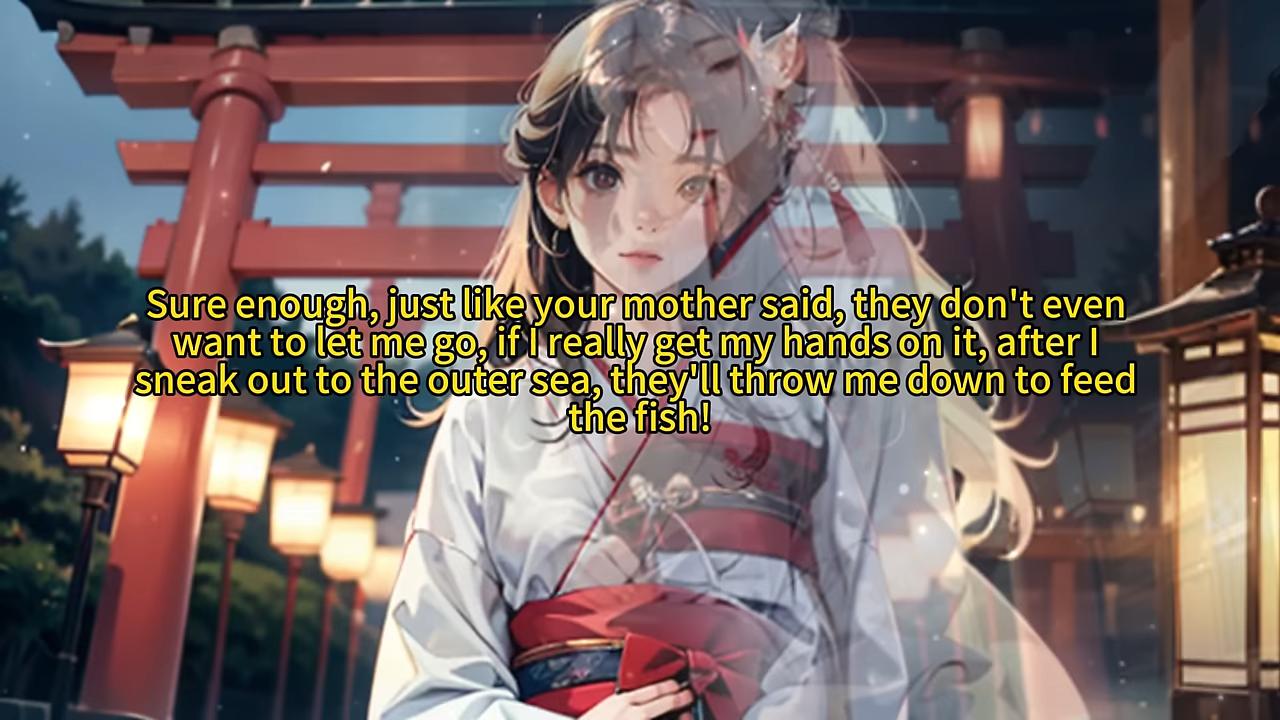 Sure enough, just like your mother said, they don't even
want to let me go, if I really get my hands on it, after I
sneak out to the outer sea, they'll throw me down to feed
the fish!